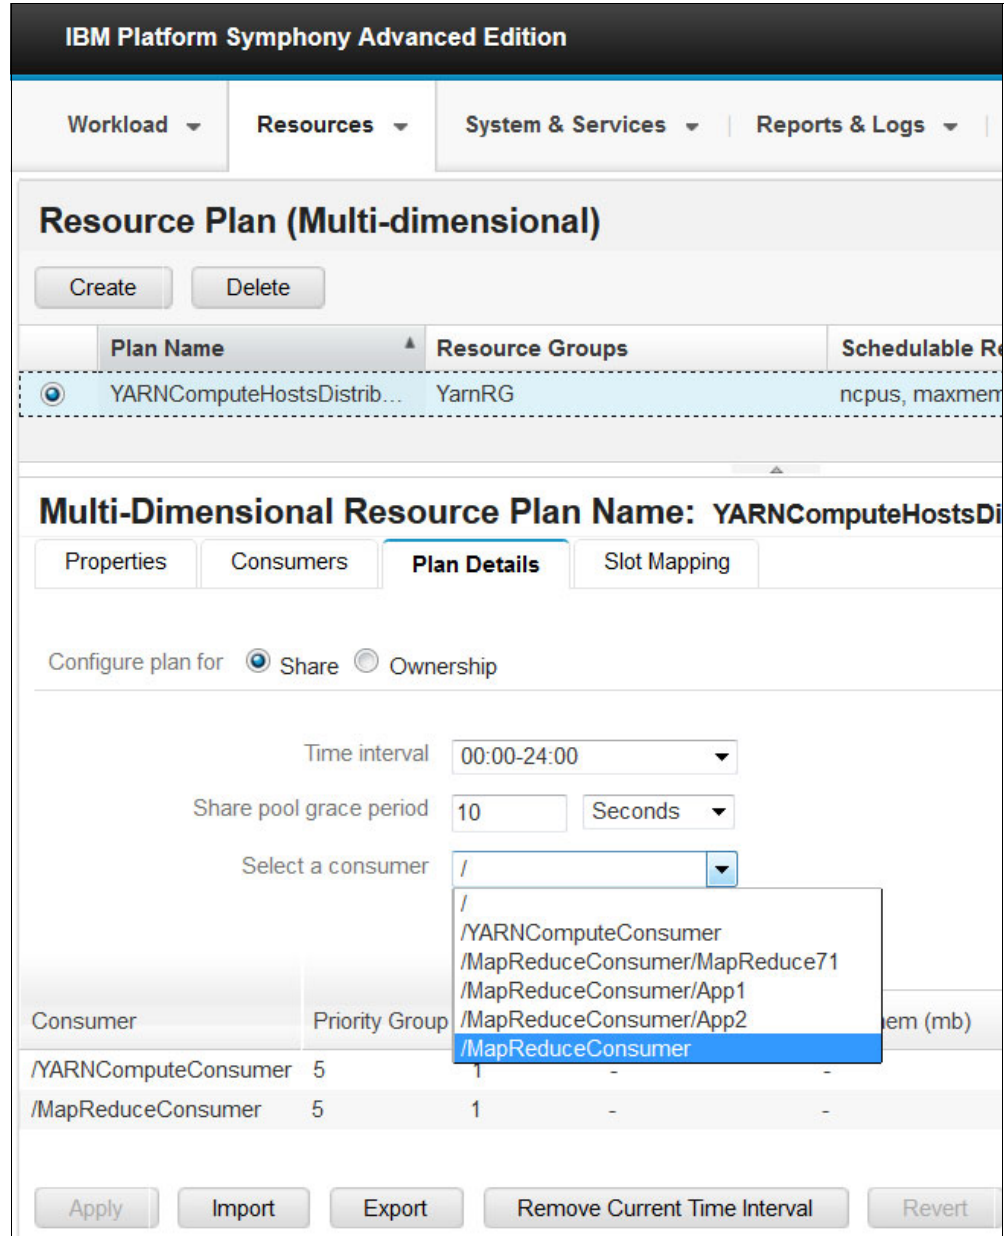 IBM Platform Symphony Advanced Edition
Workload Resources System & Services Reports & Logs
Resource Plan (Multi-dimensional)
Create Delete
Plan Name Resource Groups Schedulable Re
YARNComputeHostsDistrib... YarnRG ncpus, maxmem
Multi-Dimensional Resource Plan Name: YARNComputeHostsDi
Properties Consumers Plan Details Slot Mapping
Configure plan for Share Ownership
Time interval 00:00-24:00
Share pool grace period 10 Seconds
Select a consumer /
/
/YARNComputeConsumer
/MapReduceConsumer/MapReduce71
/MapReduceConsumer/App1
/MapReduceConsumer/App2
/MapReduceConsumer
Consumer Priority Group em (mb)
/YARNComputeConsumer 5 1 - -
/MapReduceConsumer 5 1 - -
Apply Import Export Remove Current Time Interval Revert